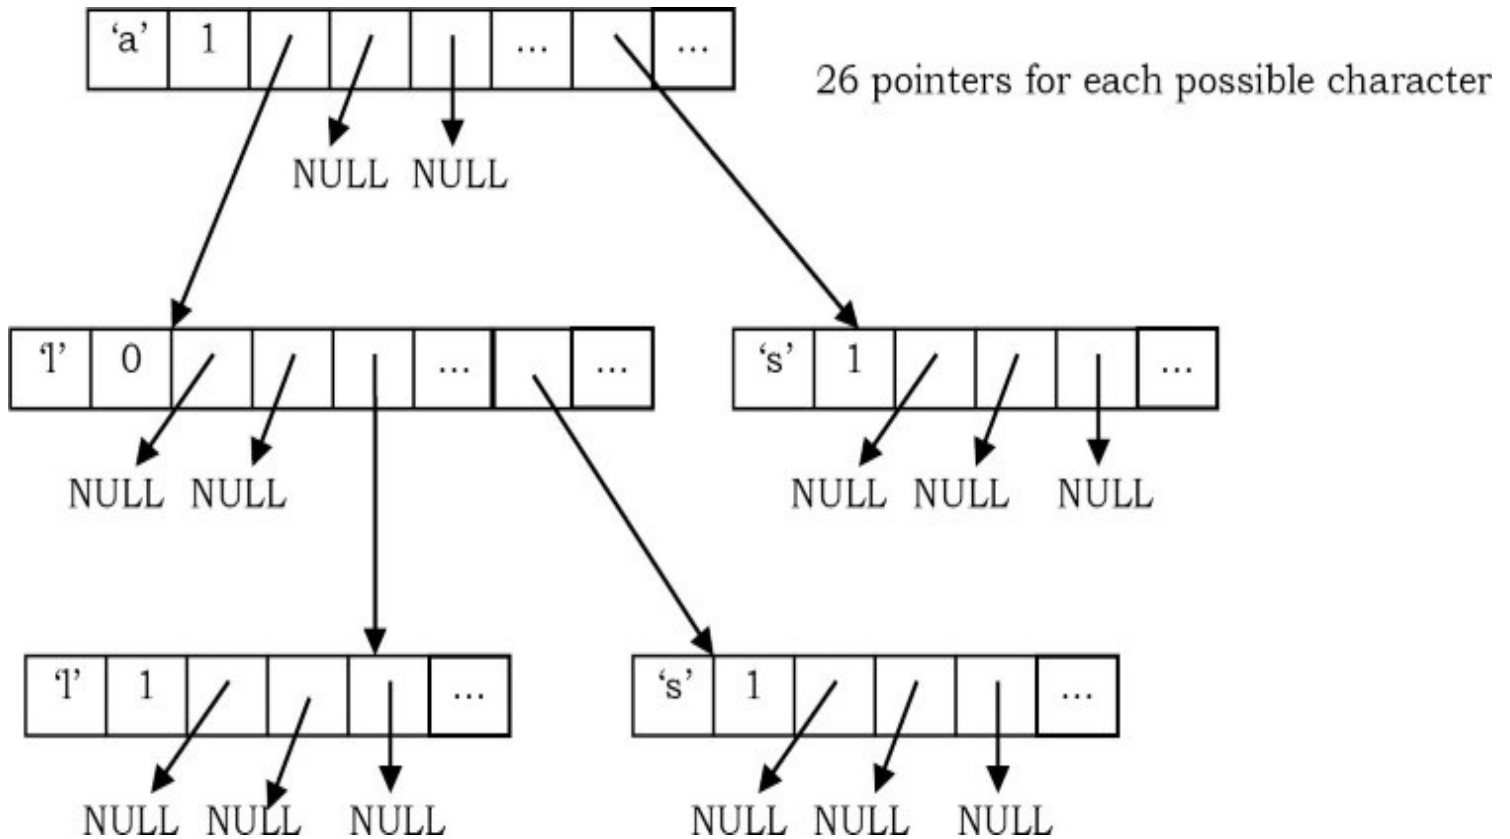 ‘a’ 1 ... ...
26 pointers for each possible character
NULL NULL
‘l’ 0 ... ...
‘s’ 1 ...
NULL NULL
NULL NULL NULL
‘l’ 1 ...
‘s’ 1 ...
NULL NULL NULL
NULL NULL NULL